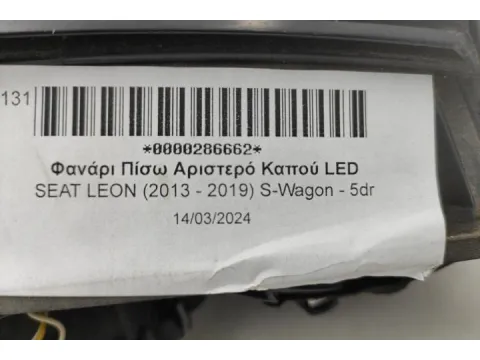 131
*0000286662*
Φανάρι Πίσω Αριστερό Καπού LED
SEAT LEON (2013 - 2019) S-Wagon - 5dr
14/03/2024